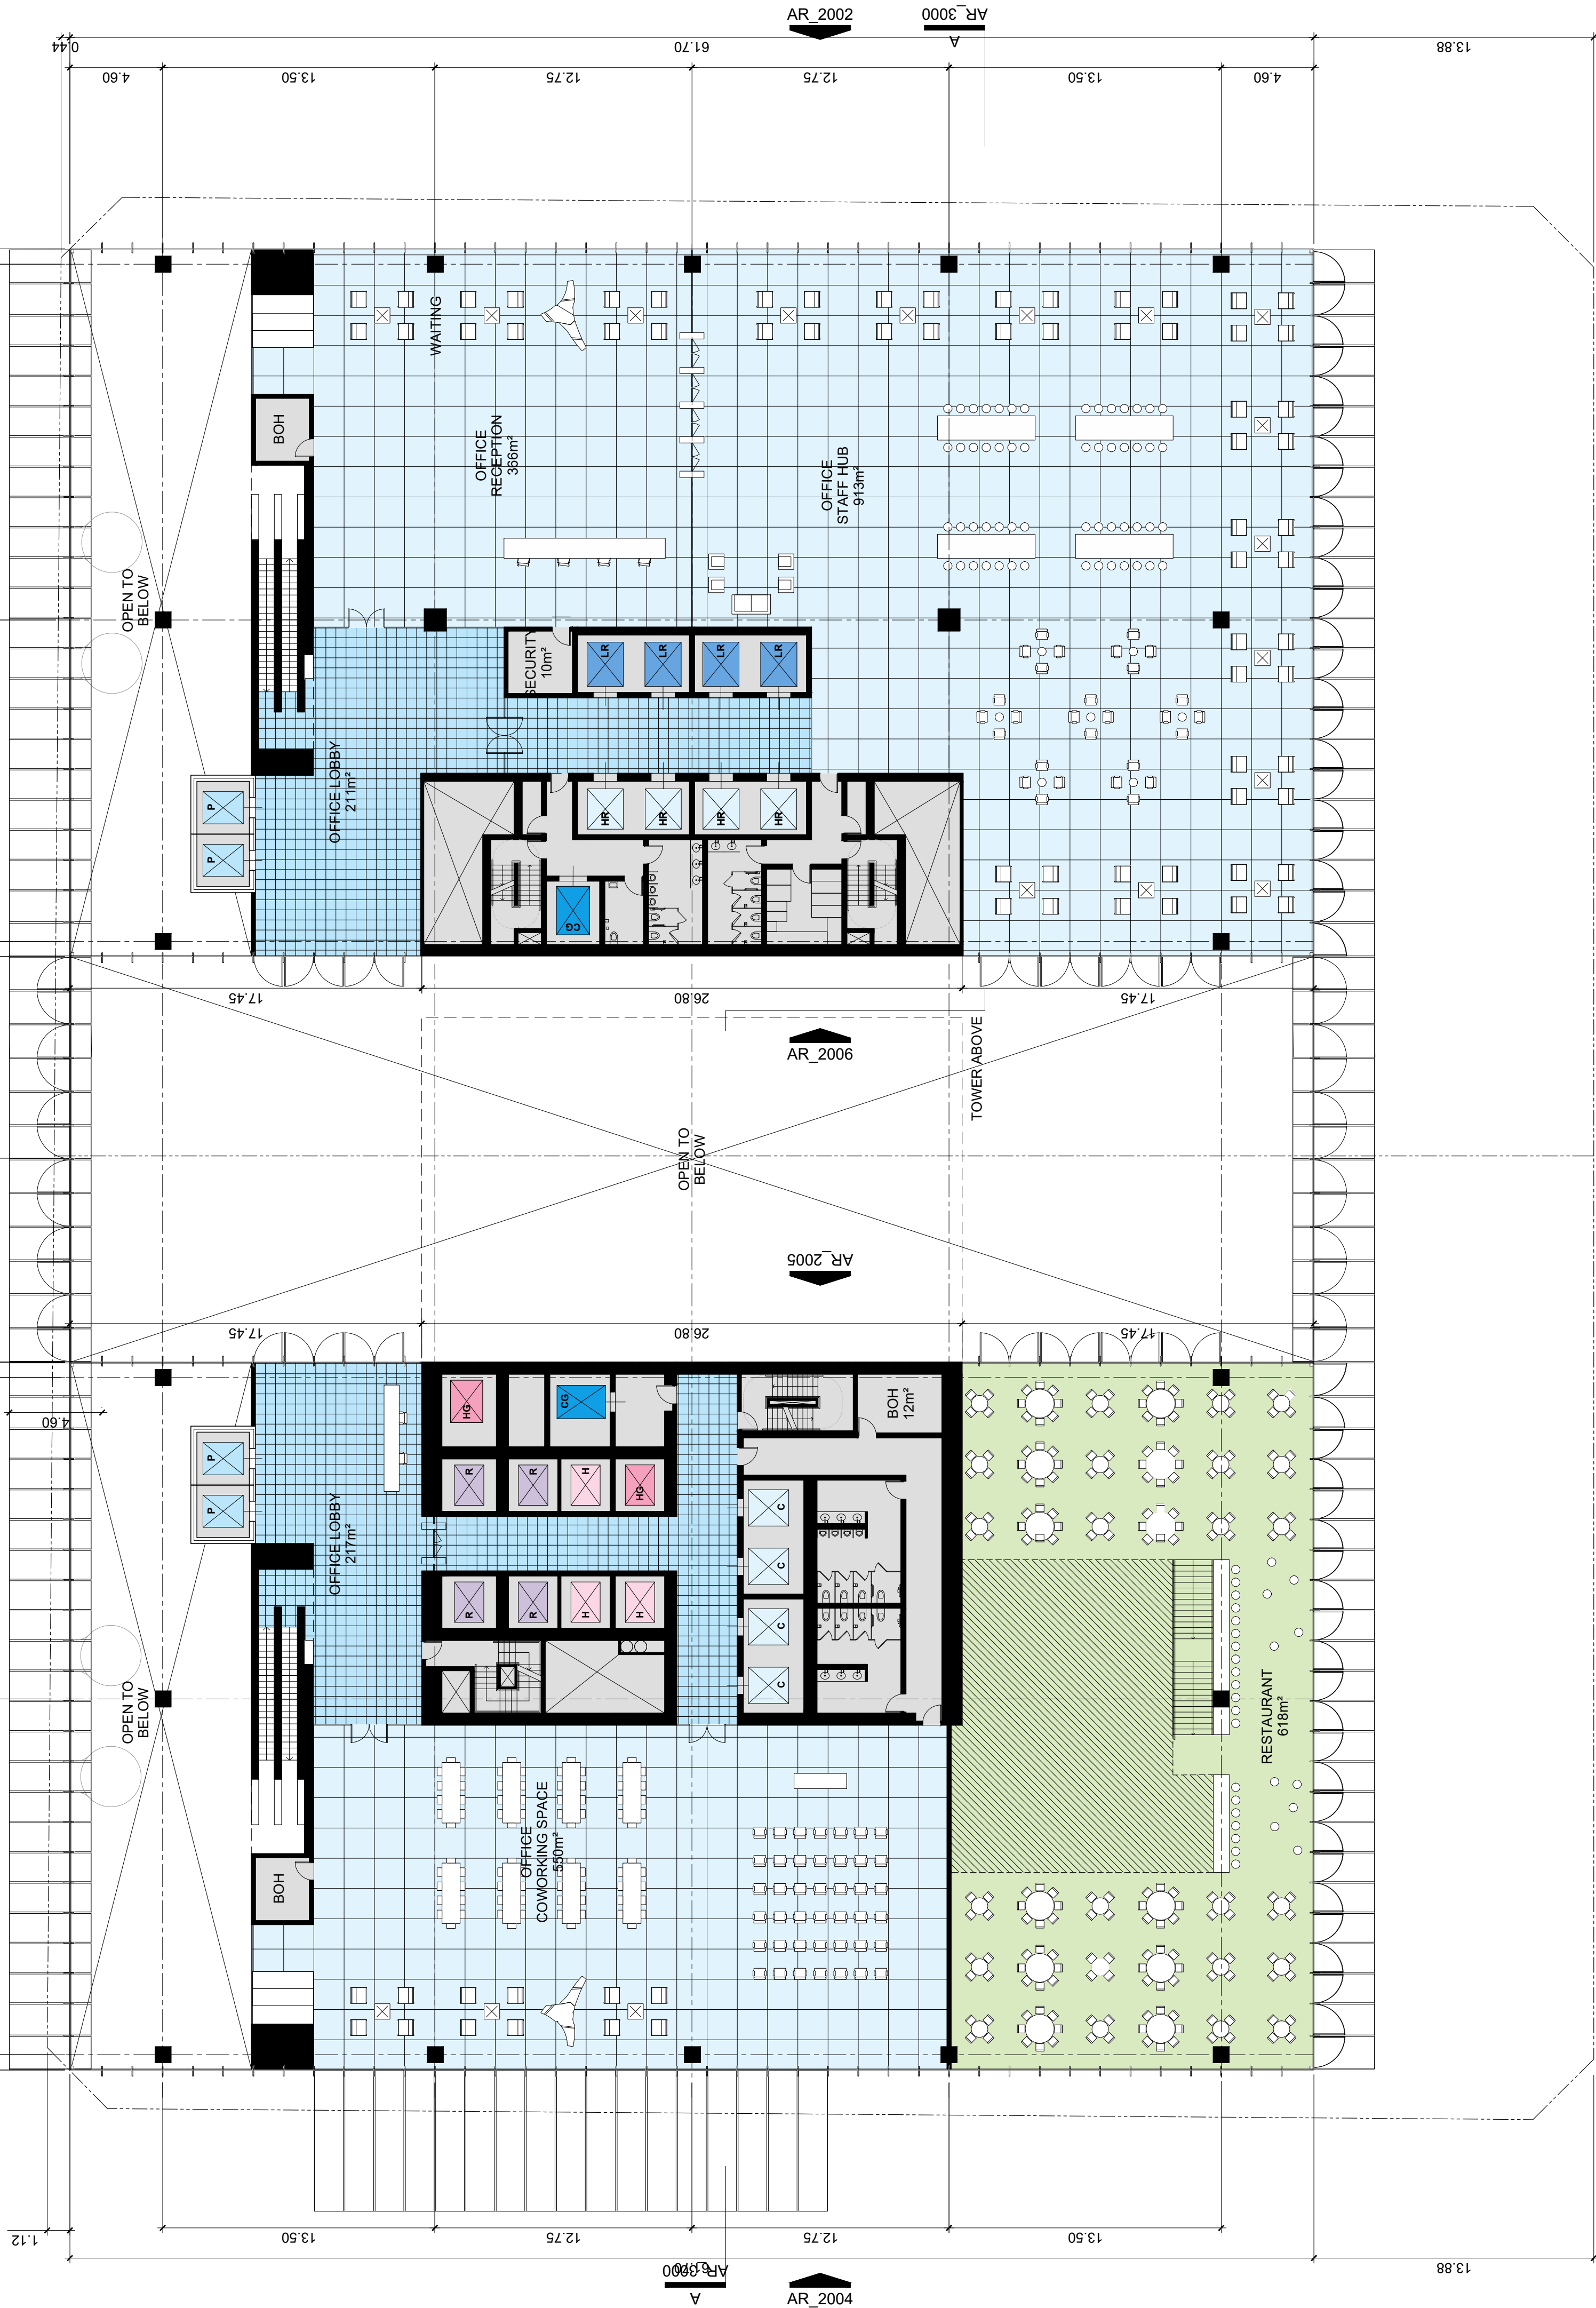 AR_2002
AR_3000
A
0.44
61.70
13.88
4.60
13.50
12.75
12.75
13.50
4.60
WAITING
BOH
OFFICE
RECEPTION
366m²
OFFICE
STAFF HUB
913m²
OPEN TO
BELOW
SECURITY
10m²
LR
LR
LR
LR
OFFICE LOBBY
211m²
P
P
HR
HR
HR
HR
CG
17.45
26.80
17.45
AR_2006
TOWER ABOVE
OPEN TO
BELOW
AR_2005
17.45
26.80
17.45
4.60
HG
CG
BOH
12m²
P
P
R
R
H
HG
C
C
OFFICE LOBBY
217m²
R
R
H
H
C
C
OPEN TO
BELOW
RESTAURANT
618m²
OFFICE
COWORKING SPACE
550m²
BOH
1.12
13.50
12.75
12.75
13.50
61.70
13.88
AR_3000
A
AR_2004